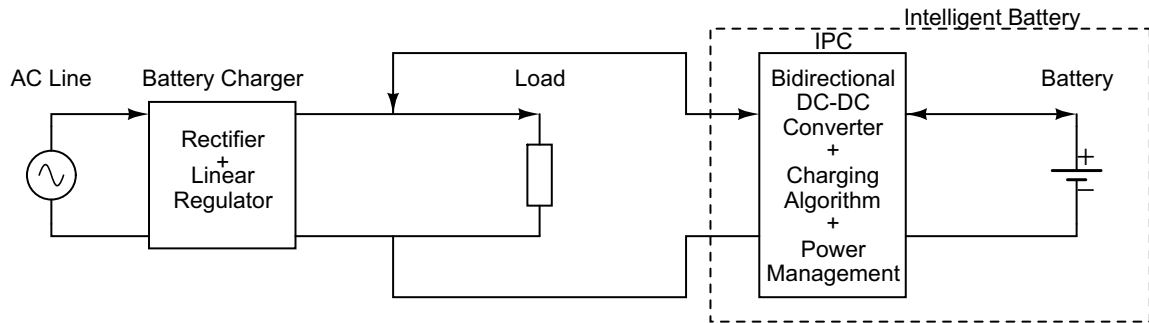 Intelligent Battery
IPC
AC Line
Battery Charger
Load
Battery
Rectifier
+
Linear
Regulator
Bidirectional
DC-DC
Converter
+
Charging
Algorithm
+
Power
Management
+
−